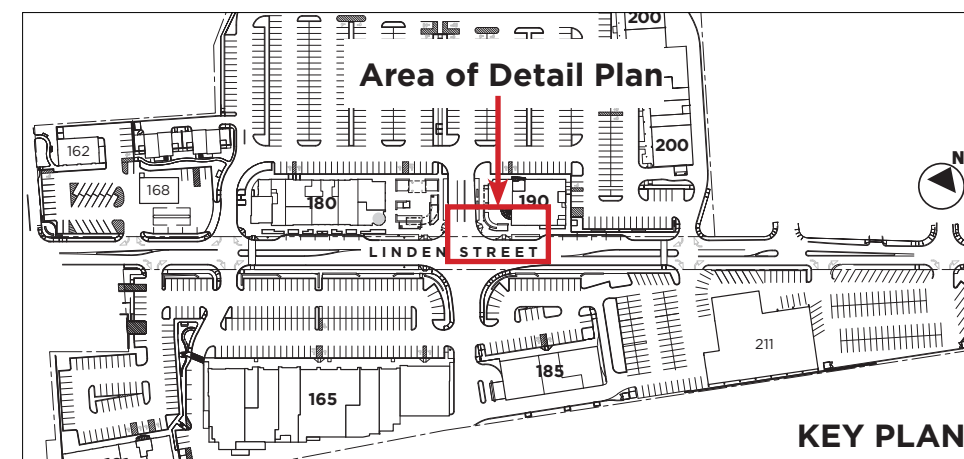 200
Area of Detail Plan
162
200
N
168
180
190
LINDEN STREET
211
185
165
KEY PLAN